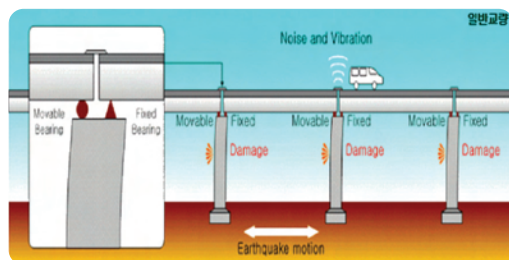 일반교량
Noise and Vibration
Movable
Bearing
Fixed
Bearing
Movable Fixed
Damage
Movable Fixed
Damage
Movable Fixed
Damage
Earthquake motion